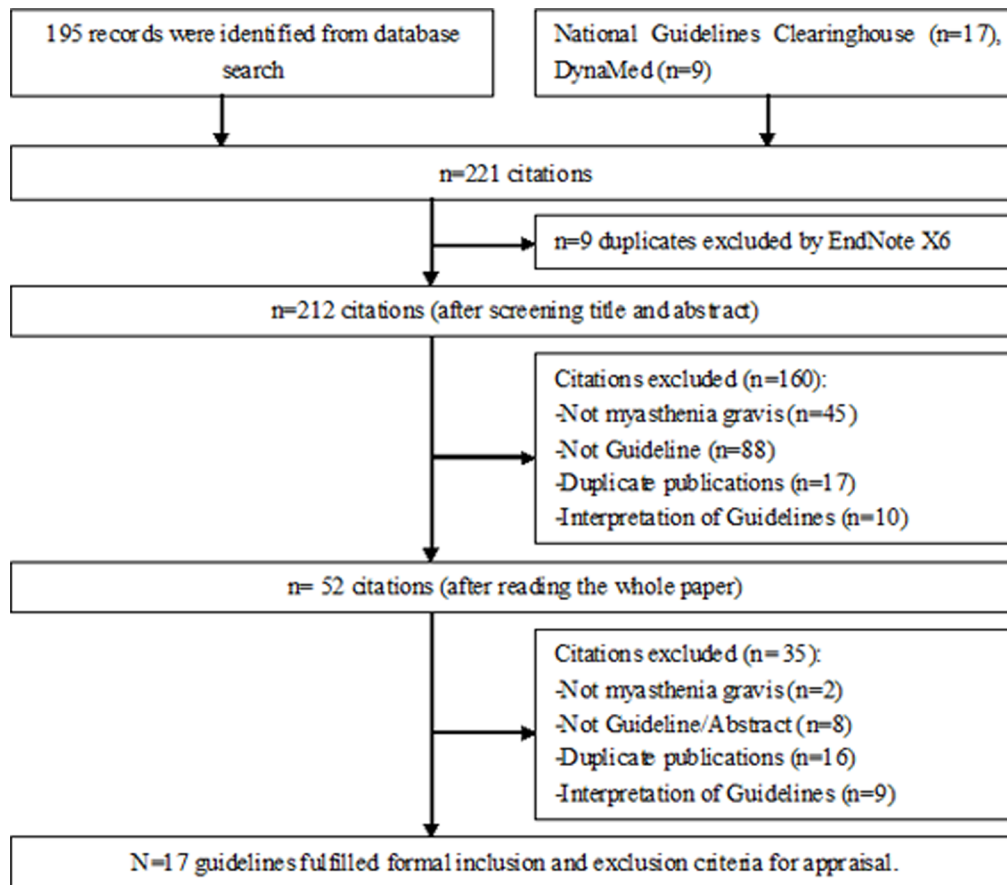 195 records were identified from database
search
National Guidelines Clearinghouse (n=17),
DynaMed (n=9)
n=221 citations
n=9 duplicates excluded by EndNote X6
n=212 citations (after screening title and abstract)
Citations excluded (n=160):
-Not myasthenia gravis (n=45)
-Not Guideline (n=88)
-Duplicate publications (n=17)
-Interpretation of Guidelines (n=10)
n= 52 citations (after reading the whole paper)
Citations excluded (n=35):
-Not myasthenia gravis (n=2)
-Not Guideline/Abstract (n=8)
-Duplicate publications (n=16)
-Interpretation of Guidelines (n=9)
N=17 guidelines fulfilled formal inclusion and exclusion criteria for appraisal.